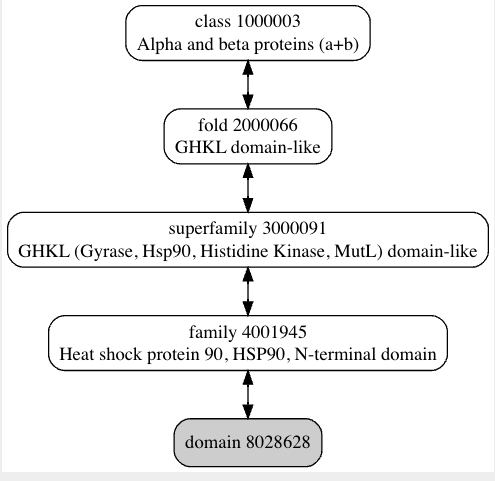 class 1000003
Alpha and beta proteins (a+b)
fold 2000066
GHKL domain-like
superfamily 3000091
GHKL (Gyrase, Hsp90, Histidine Kinase, MutL) domain-like
family 4001945
Heat shock protein 90, HSP90, N-terminal domain
domain 8028628